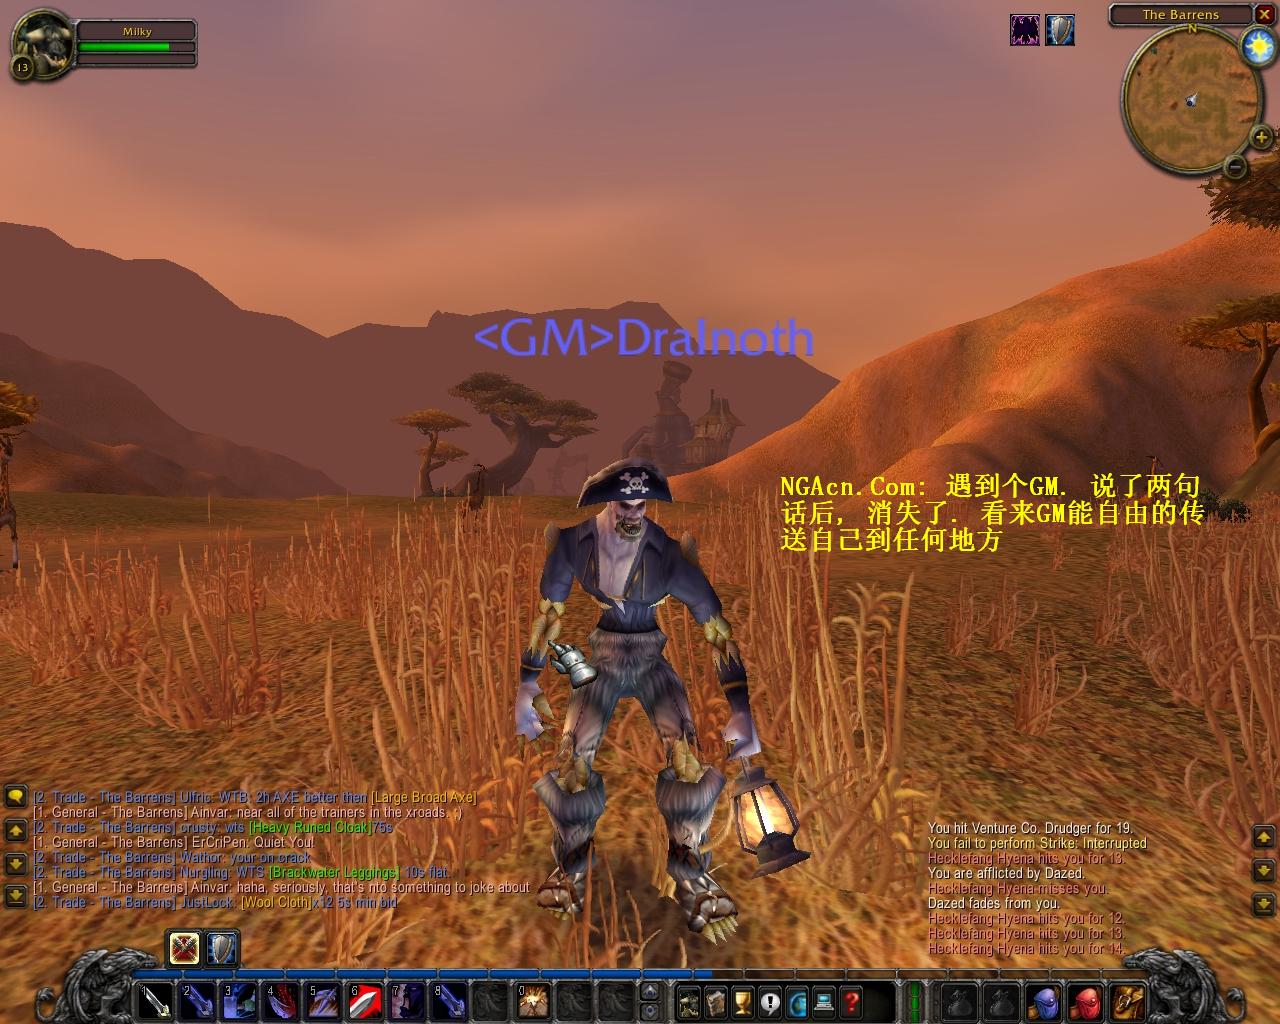 Milky
13
The Barrens
N
<GM>Dralnoth
NGAcn.Com: 遇到个GM. 说了两句
话后, 消失了. 看来GM能自由的传
送自己到任何地方
[2. Trade - The Barrens] Ulfric: WTB: 2h AXE better then [Large Broad Axe]
[1. General - The Barrens] Ainvar: near all of the trainers in the xroads. ;)
[2. Trade - The Barrens] crusty: wts [Heavy Runed Cloak]75s
[1. General - The Barrens] ErCriPen: Quiet You!
[2. Trade - The Barrens] Wathor: your on crack
[2. Trade - The Barrens] Nurgling: WTS [Brackwater Leggings] 10s flat.
[1. General - The Barrens] Ainvar: haha, seriously, that's nto something to joke about
[2. Trade - The Barrens] JustLock: [Wool Cloth]x12 5s min bid
You hit Venture Co. Drudger for 19.
You fail to perform Strike: Interrupted
Hecklefang Hyena hits you for 13.
You are afflicted by Dazed.
Hecklefang Hyena misses you.
Dazed fades from you.
Hecklefang Hyena hits you for 12.
Hecklefang Hyena hits you for 13.
Hecklefang Hyena hits you for 14.
1 2 3 4 5 6 7 8 0